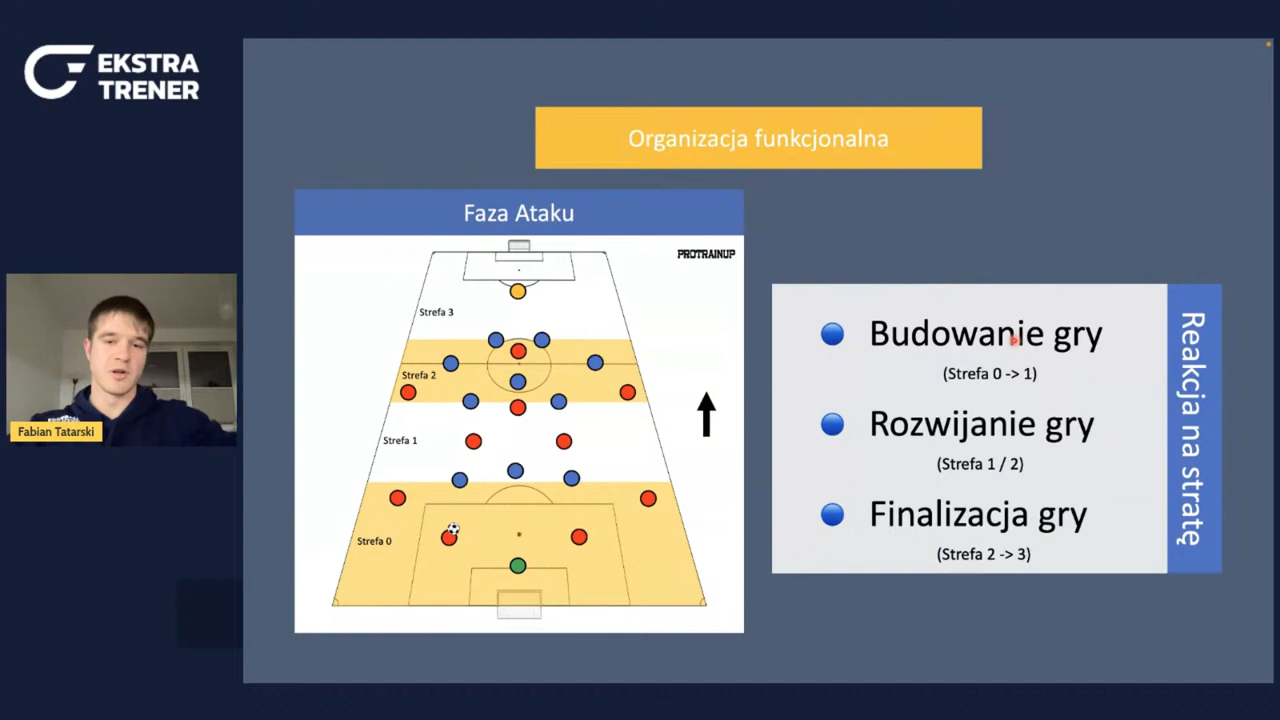 EKSTRA
TRENER
Organizacja funkcjonalna
Faza Ataku
PROTRAINUP
Strefa 3
Strefa 2
Strefa 1
Strefa 0
Budowanie gry
(Strefa 0 -> 1)
Rozwijanie gry
(Strefa 1 / 2)
Finalizacja gry
(Strefa 2 -> 3)
Reakcja na stratę
Fabian Tatarski